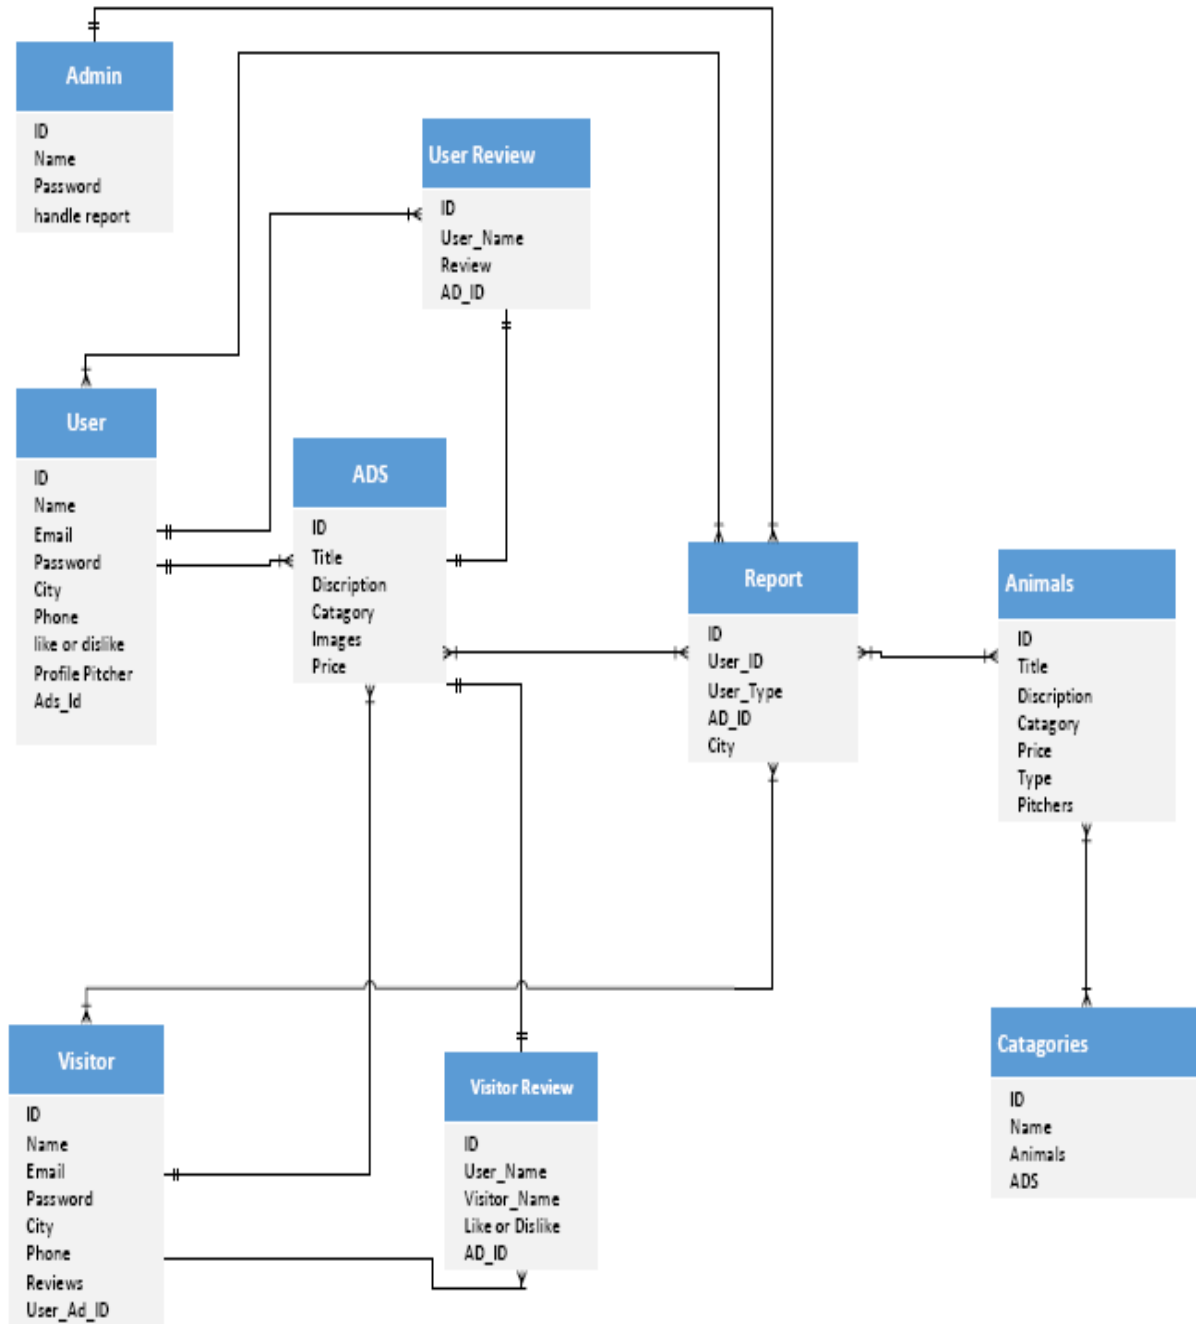 Admin
ID
Name
Password
handle report
User Review
ID
User_Name
Review
AD_ID
User
ID
Name
Email
Password
City
Phone
like or dislike
Profile Pitcher
Ads_Id
ADS
ID
Title
Discription
Catagory
Images
Price
Report
ID
User_ID
User_Type
AD_ID
City
Animals
ID
Title
Discription
Catagory
Price
Type
Pitchers
Visitor
ID
Name
Email
Password
City
Phone
Reviews
User_Ad_ID
Visitor Review
ID
User_Name
Visitor_Name
Like or Dislike
AD_ID
Catagories
ID
Name
Animals
ADS